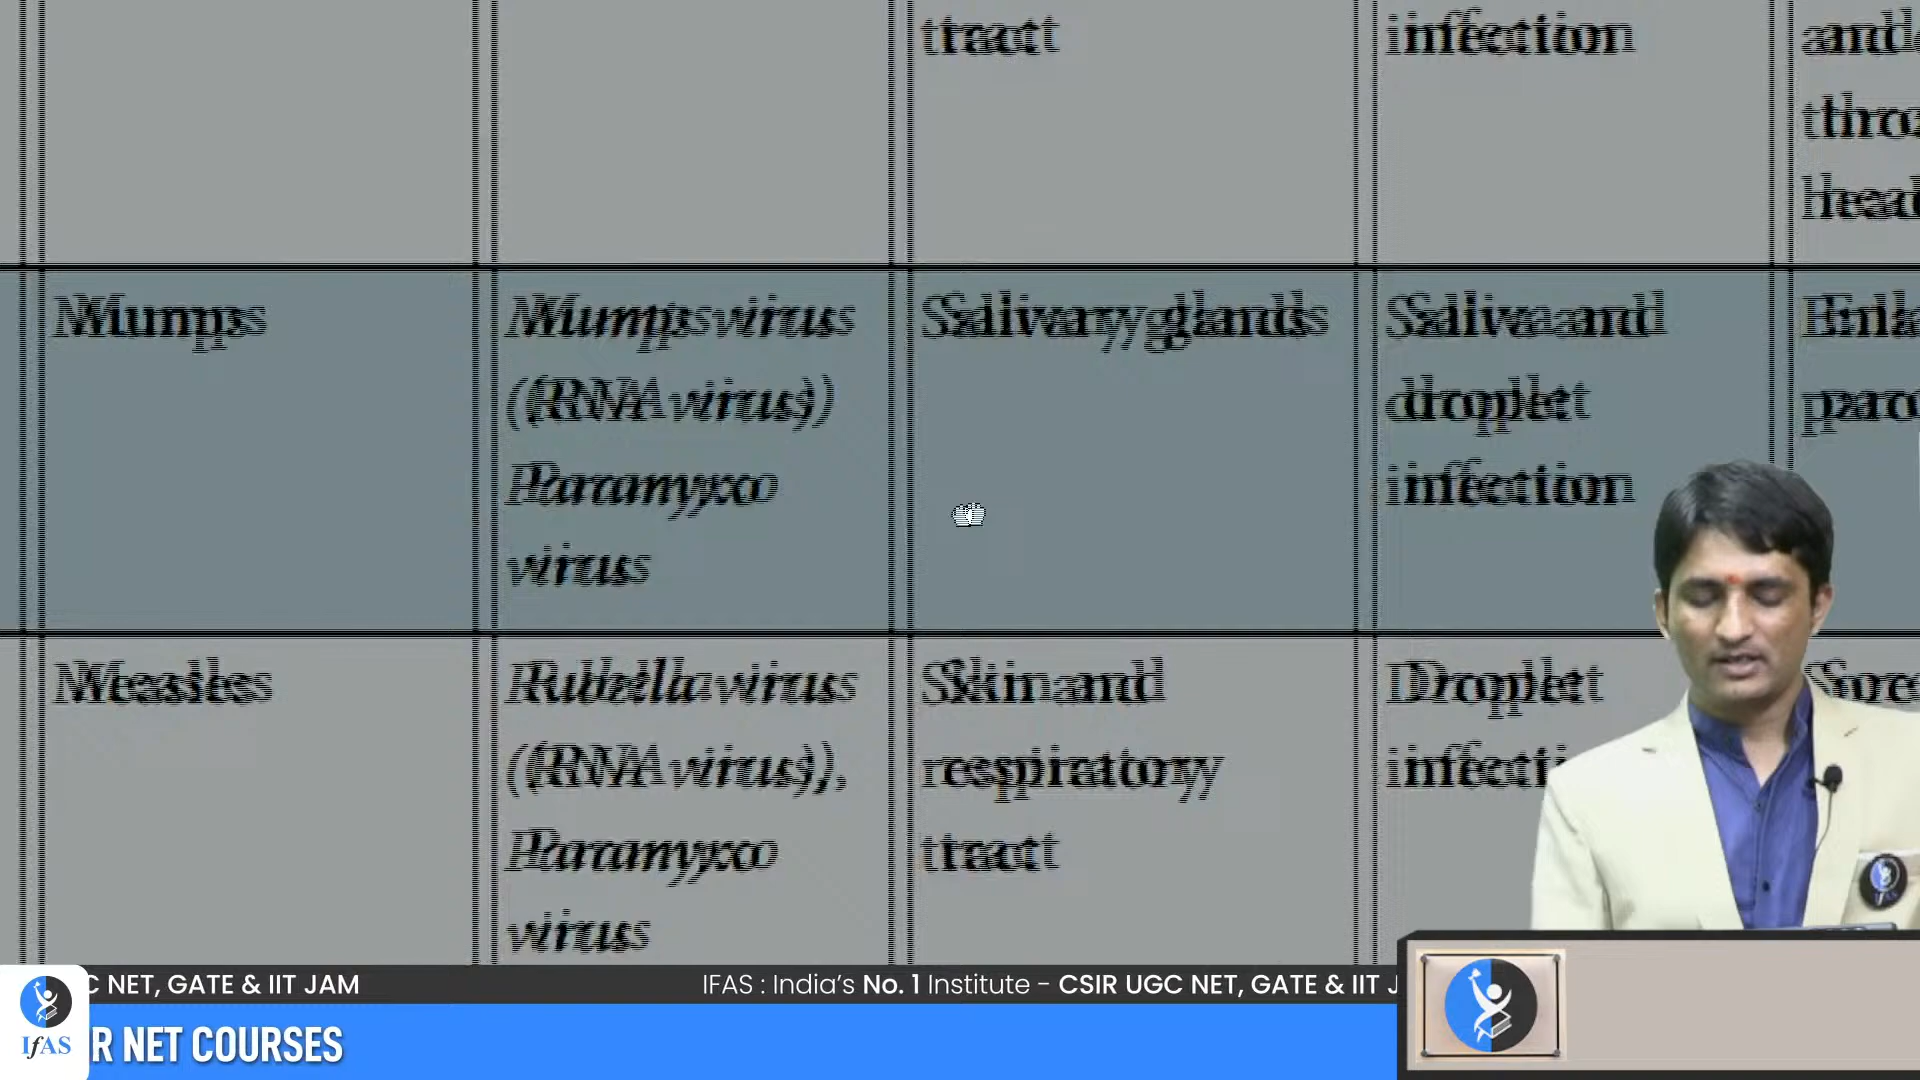 tract
infection
and
Mumps
Mumps virus
(RNA virus)
Paramyxo
virus
Salivary glands
Saliva and
droplet
infection
Measles
Rubella virus
(RNA virus),
Paramyxo
virus
Skin and
respiratory
tract
Droplet
C NET, GATE & IIT JAM
IFAS : India's No. 1 Institute - CSIR UGC NET, GATE & IIT J
IfAS
R NET COURSES